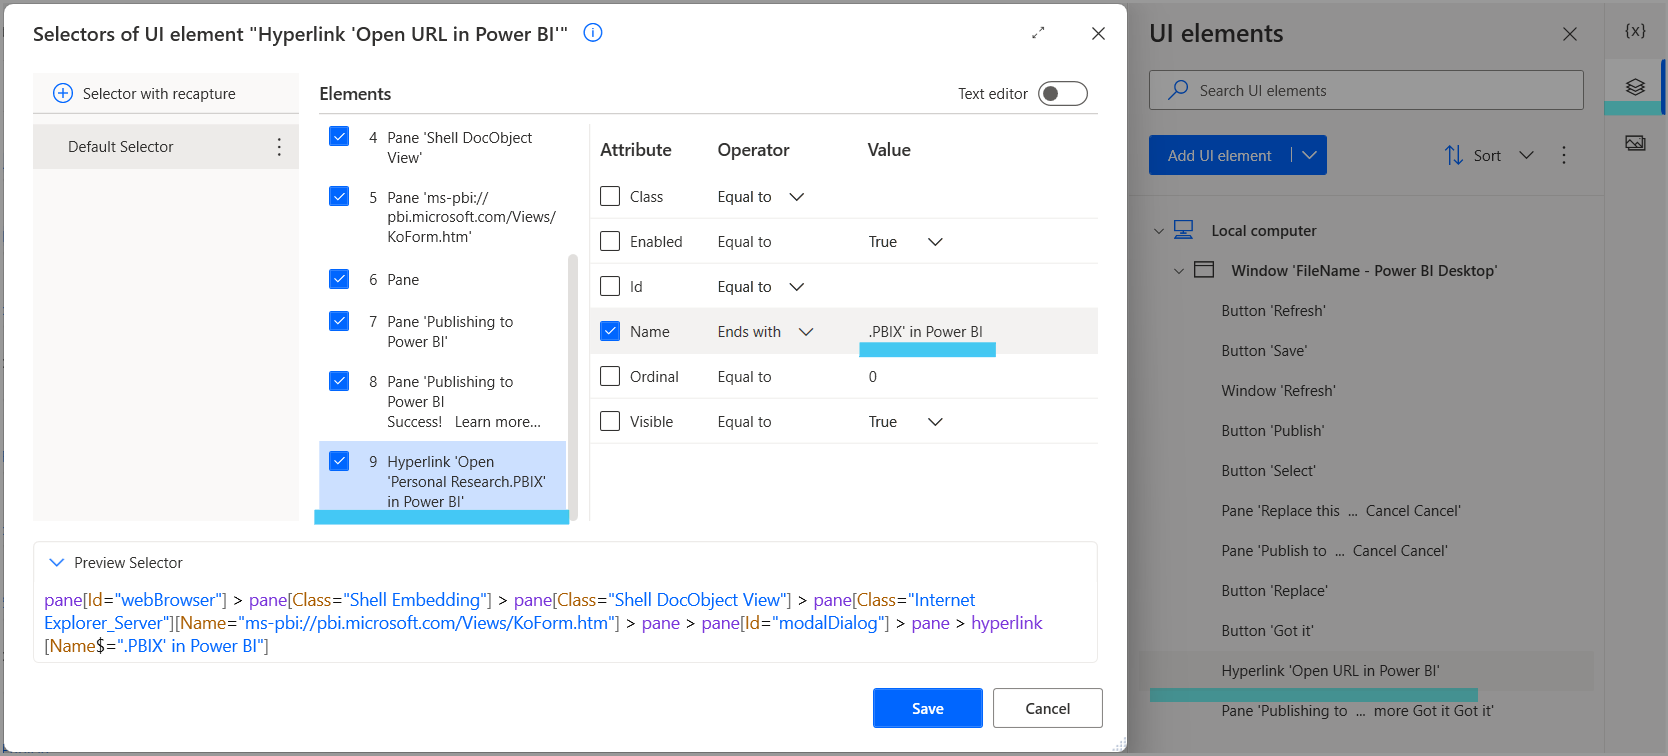 Selectors of UI element "Hyperlink 'Open URL in Power BI'"
Selector with recapture
Default Selector
Elements
Text editor
4 Pane 'Shell DocObject
View'
5 Pane 'ms-pbi://
pbi.microsoft.com/Views/
KoForm.htm'
6 Pane
7 Pane 'Publishing to
Power BI'
8 Pane 'Publishing to
Power BI
Success! Learn more...
9 Hyperlink 'Open
'Personal Research.PBIX'
in Power BI'
Attribute Operator Value
Class Equal to
Enabled Equal to True
Id Equal to
Name Ends with .PBIX' in Power BI
Ordinal Equal to 0
Visible Equal to True
Preview Selector
pane[Id="webBrowser"] > pane[Class="Shell Embedding"] > pane[Class="Shell DocObject View"] > pane[Class="Internet
Explorer_Server"][Name="ms-pbi://pbi.microsoft.com/Views/KoForm.htm"] > pane > pane[Id="modalDialog"] > pane > hyperlink
[Name$=".PBIX' in Power BI"]
Save Cancel
UI elements
{x}
Search UI elements
Add UI element
Sort
Local computer
Window 'FileName - Power BI Desktop'
Button 'Refresh'
Button 'Save'
Window 'Refresh'
Button 'Publish'
Button 'Select'
Pane 'Replace this ... Cancel Cancel'
Pane 'Publish to ... Cancel Cancel'
Button 'Replace'
Button 'Got it'
Hyperlink 'Open URL in Power BI'
Pane 'Publishing to ... more Got it Got it'